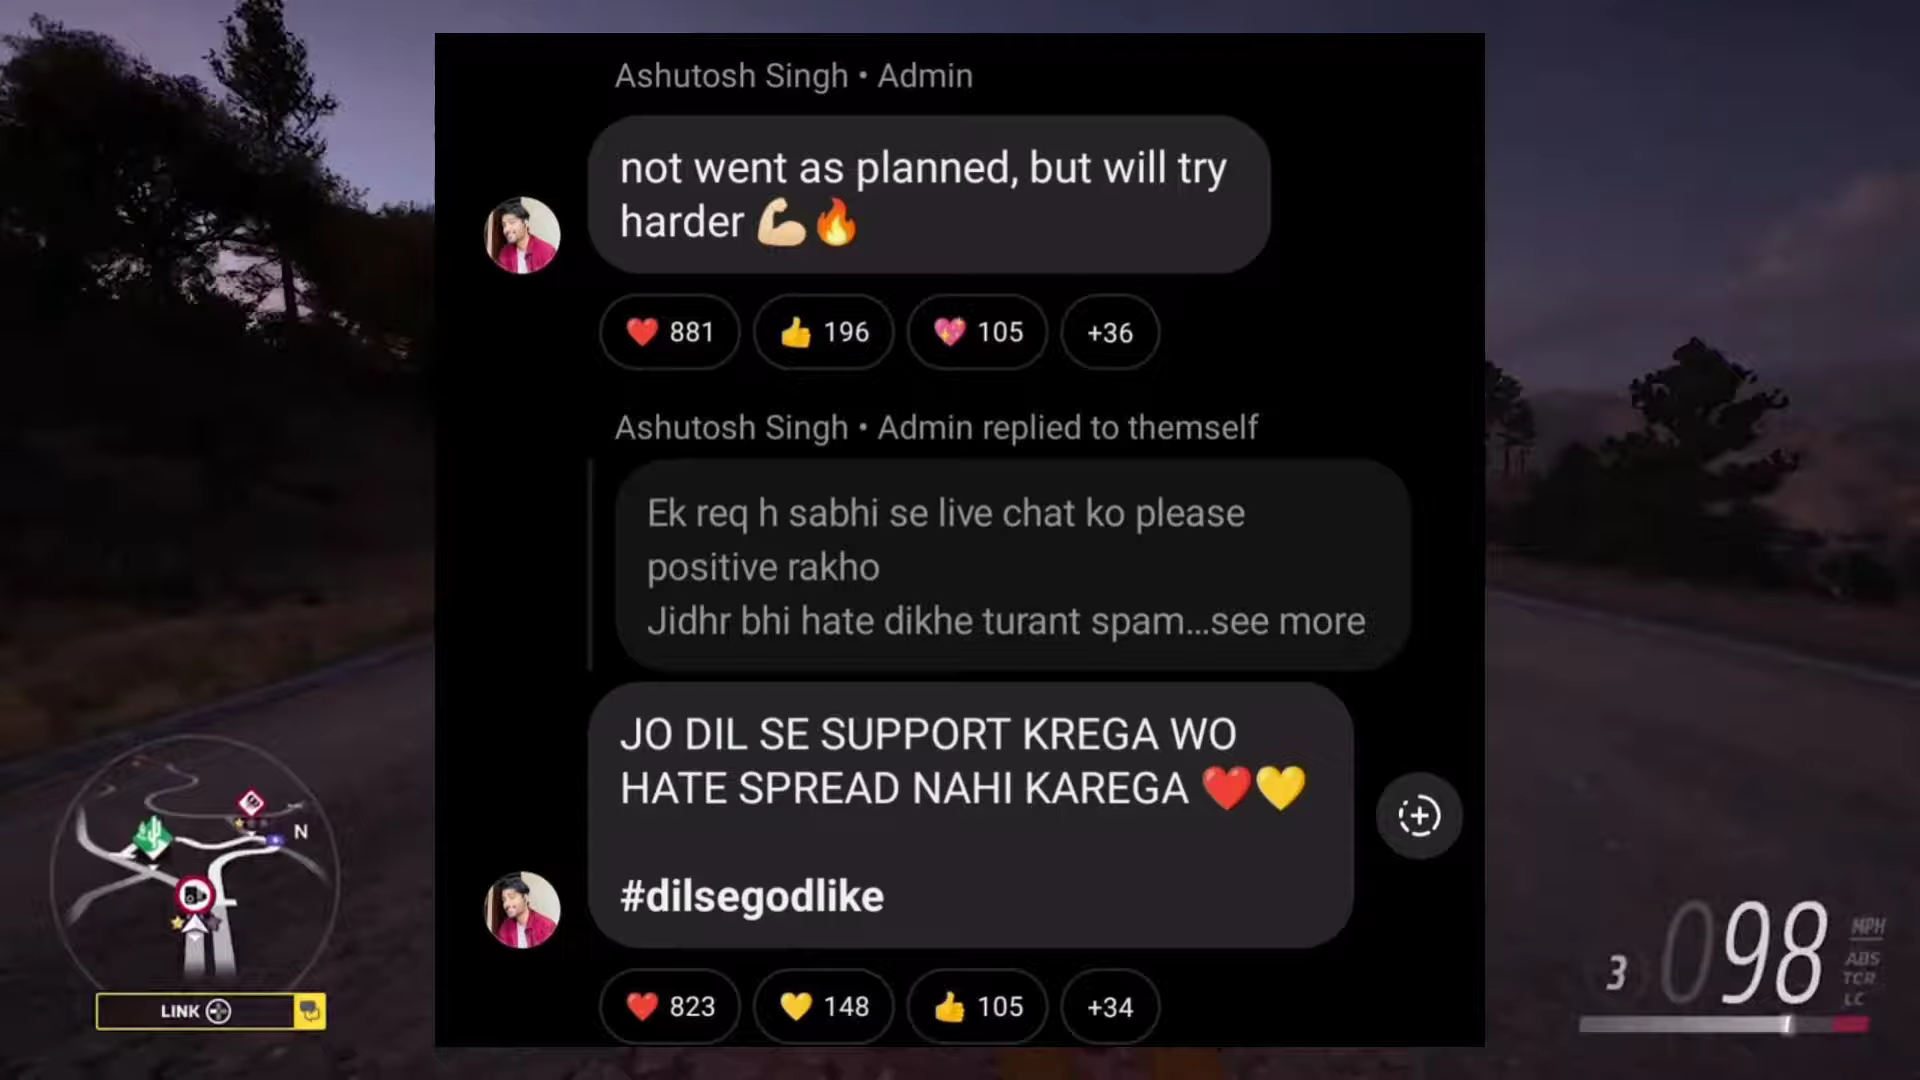 Ashutosh Singh • Admin
not went as planned, but will try
harder 💪🏼🔥
❤️ 881 👍 196 💖 105 +36
Ashutosh Singh • Admin replied to themself
Ek req h sabhi se live chat ko please
positive rakho
Jidhr bhi hate dikhe turant spam...see more
JO DIL SE SUPPORT KREGA WO
HATE SPREAD NAHI KAREGA ❤️💛
#dilsegodlike
❤️ 823 💛 148 👍 105 +34
N
LINK
3 098 MPH
ABS
TCR
LC